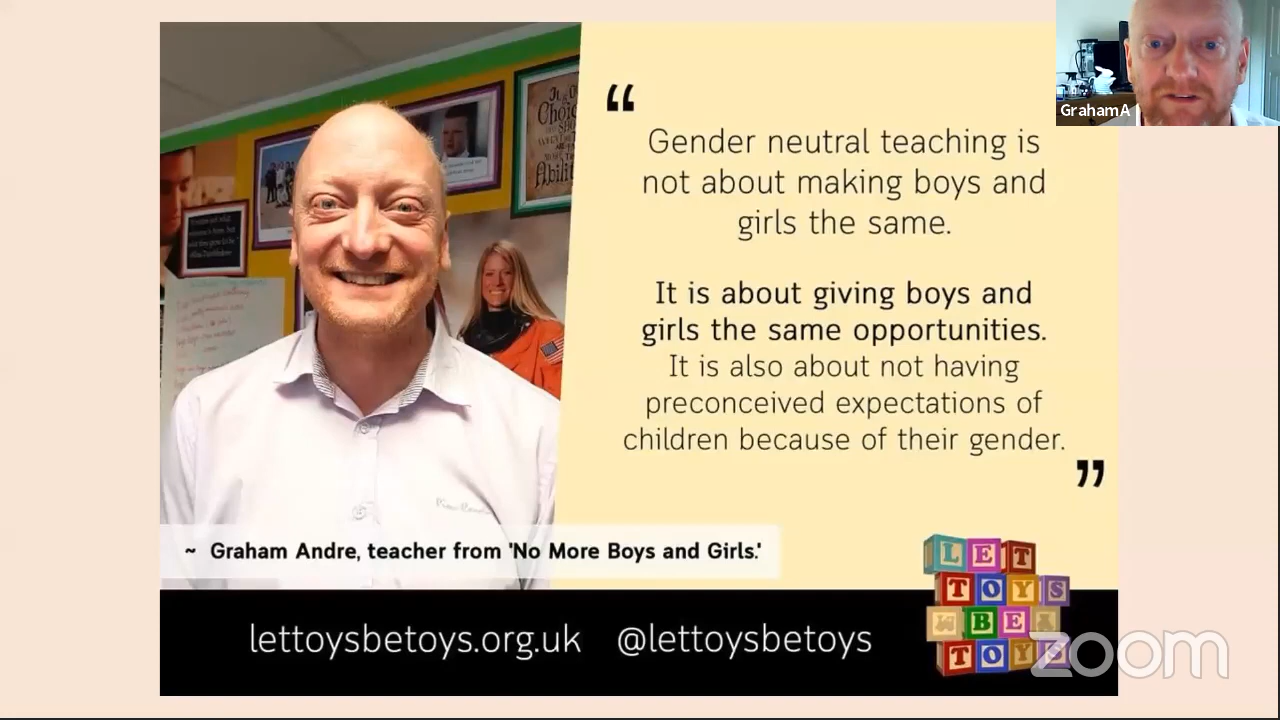 GrahamA
“
Gender neutral teaching is
not about making boys and
girls the same.
It is about giving boys and
girls the same opportunities.
It is also about not having
preconceived expectations of
children because of their gender.
”
~ Graham Andre, teacher from 'No More Boys and Girls.'
lettoysbetoys.org.uk @lettoysbetoys
LET
TOYS
BE
TOYS
zoom